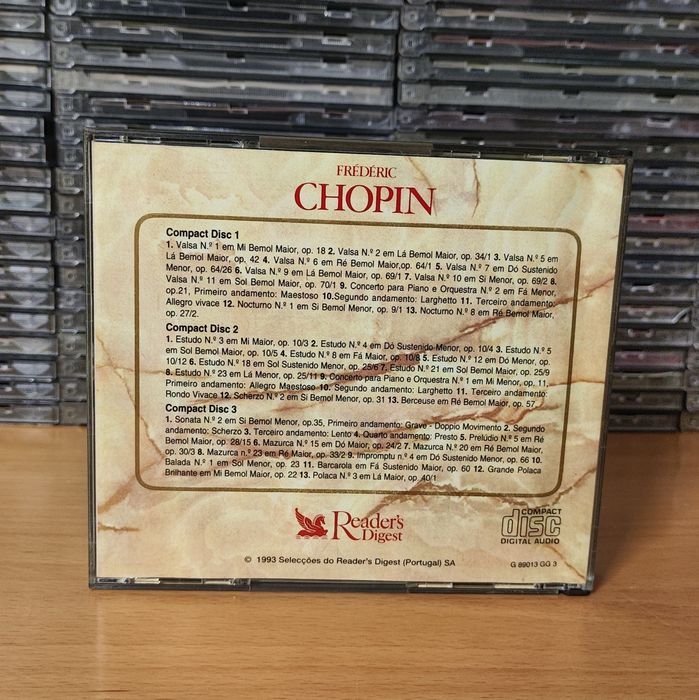 FRÉDÉRIC
CHOPIN
Compact Disc 1
1. Valsa N.º 1 em Mi Bemol Maior, op. 18 2. Valsa N.º 2 em Lá Bemol Maior, op. 34/1 3. Valsa N.º 5 em
Lá Bemol Maior, op. 42 4. Valsa N.º 6 em Ré Bemol Maior,op. 64/1 5. Valsa N.º 7 em Dó Sustenido
Menor, op. 64/26 6. Valsa N.º 9 em Lá Bemol Maior, op. 69/1 7. Valsa N.º 10 em Si Menor, op. 69/2 8.
Valsa N.º 11 em Sol Bemol Maior, op. 70/1 9. Concerto para Piano e Orquestra N.º 2 em Fá Menor,
op.21, Primeiro andamento: Maestoso 10.Segundo andamento: Larghetto 11. Terceiro andamento:
Allegro vivace 12. Nocturno N.º 1 em Si Bemol Menor, op. 9/1 13. Nocturno N.º 8 em Ré Bemol Maior,
op. 27/2.
Compact Disc 2
1. Estudo N.º 3 em Mi Maior, op. 10/3 2. Estudo N.º 4 em Dó Sustenido Menor, op. 10/4 3. Estudo N.º 5
em Sol Bemol Maior, op. 10/5 4. Estudo N.º 8 em Fá Maior, op. 10/8 5. Estudo N.º 12 em Dó Menor, op.
10/12 6. Estudo N.º 18 em Sol Sustenido Menor, op. 25/6 7. Estudo N.º 21 em Sol Bemol Maior, op. 25/9
8. Estudo N.º 23 em Lá Menor, op. 25/11 9. Concerto para Piano e Orquestra N.º 1 em Mi Menor, op. 11,
Primeiro andamento: Allegro Maestoso 10. Segundo andamento: Larghetto 11. Terceiro andamento:
Rondo Vivace 12. Scherzo N.º 2 em Si Bemol Menor, op. 31 13. Berceuse em Ré Bemol Maior, op. 57.
Compact Disc 3
1. Sonata N.º 2 em Si Bemol Menor, op.35, Primeiro andamento: Grave - Doppio Movimento 2. Segundo
andamento: Scherzo 3. Terceiro andamento: Lento 4. Quarto andamento: Presto 5. Prelúdio N.º 5 em Ré
Bemol Maior, op. 28/15 6. Mazurca N.º 15 em Dó Maior, op. 24/2 7. Mazurca N.º 20 em Ré Bemol Maior,
op. 30/3 8. Mazurca n.º 23 em Ré Maior, op. 33/2 9. Impromptu n.º 4 em Dó Sustenido Menor, op. 66 10.
Balada N.º 1 em Sol Menor, op. 23 11. Barcarola em Fá Sustenido Maior, op. 60 12. Grande Polaca
Brilhante em Mi Bemol Maior, op. 22 13. Polaca N.º 3 em Lá Maior, op. 40/1
Reader's
Digest
COMPACT
disc
DIGITAL AUDIO
© 1993 Selecções do Reader's Digest (Portugal) SA
G 89013 GG 3